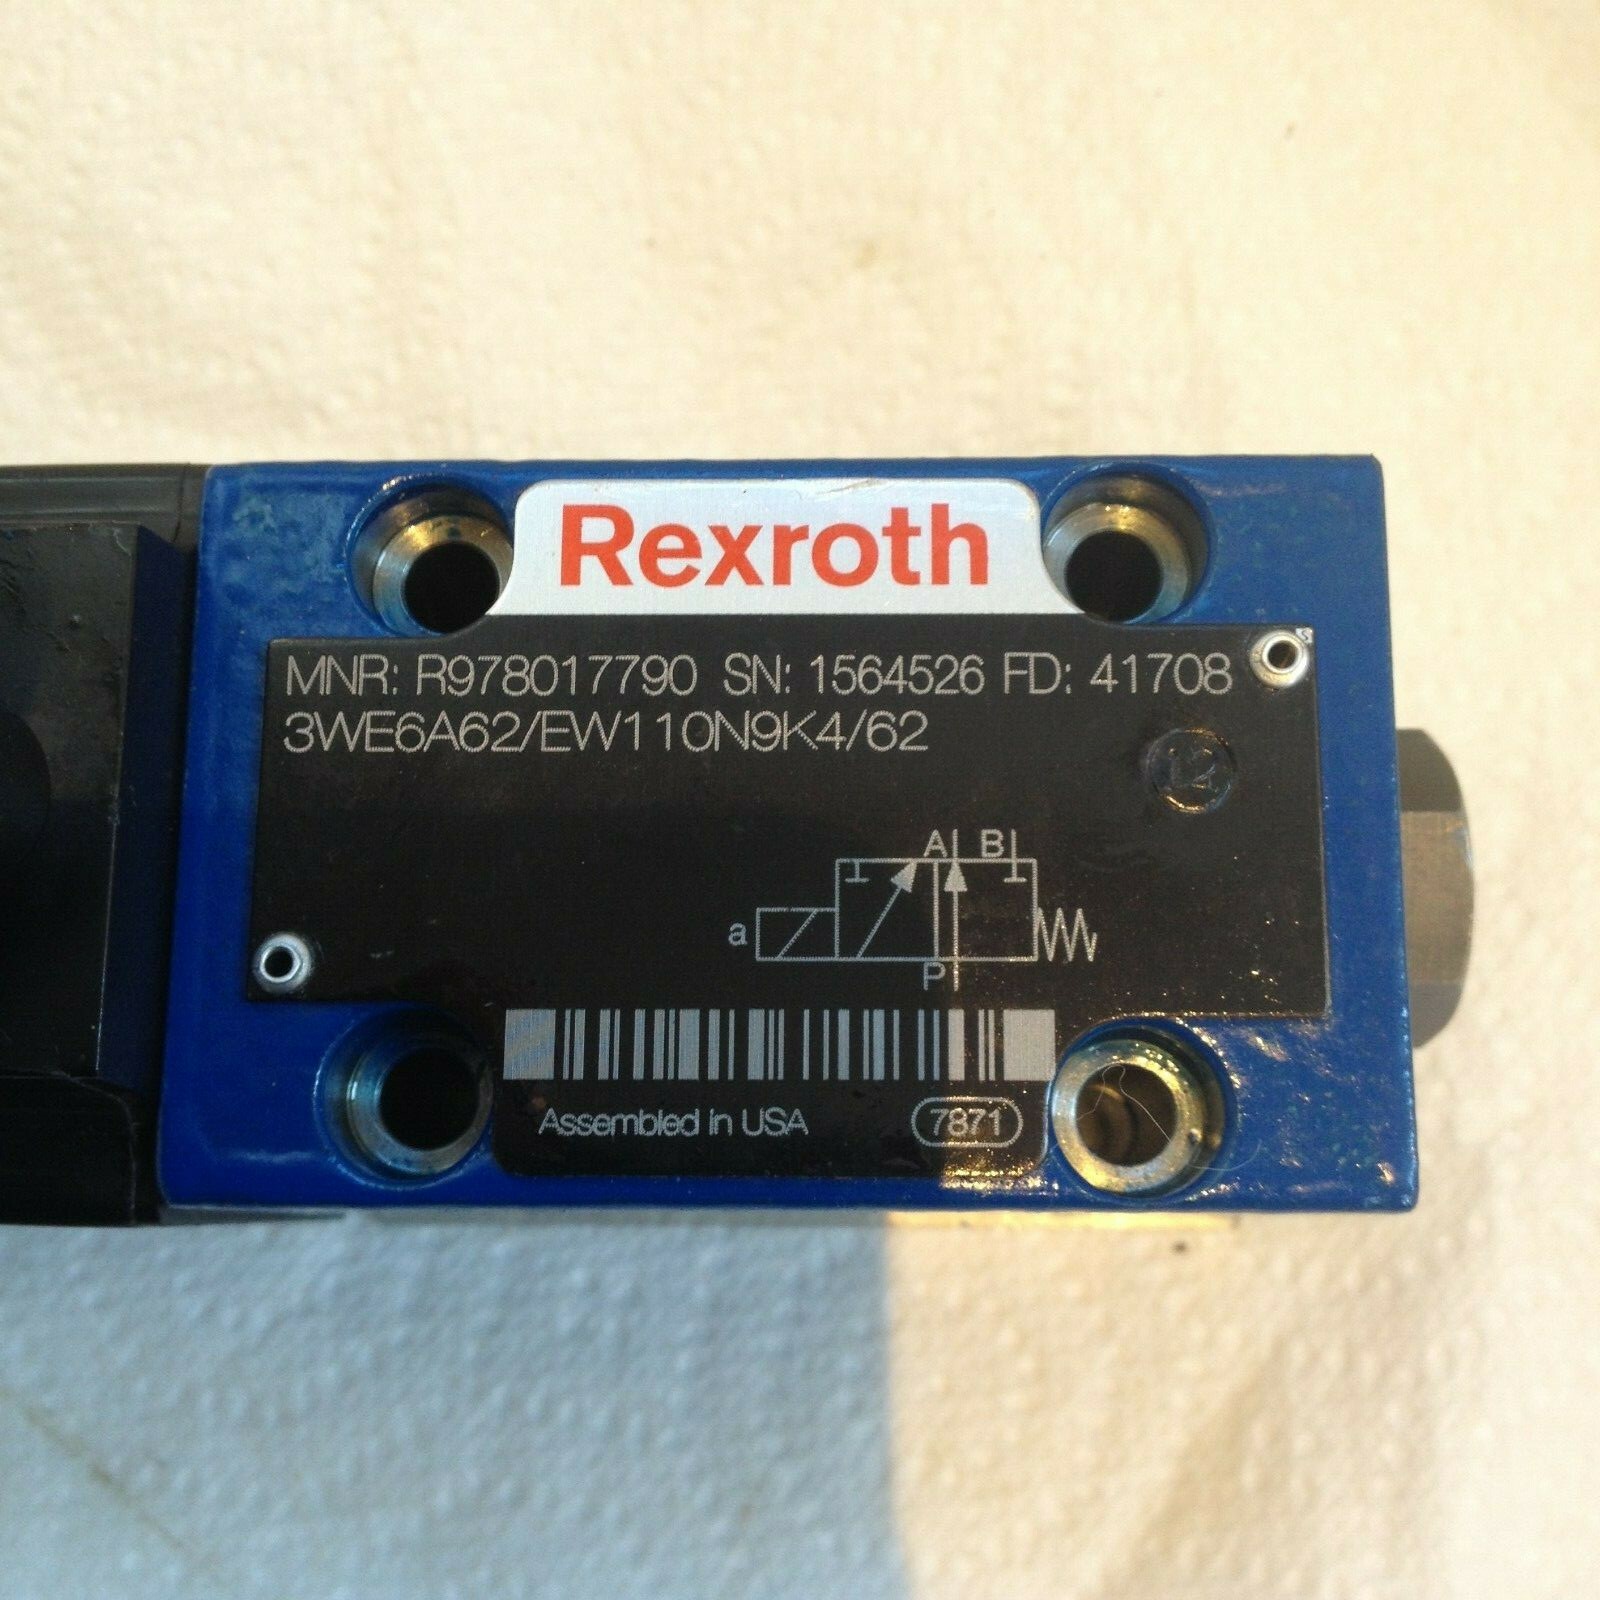 Rexroth
MNR: R978017790 SN: 1564526 FD: 41708
3WE6A62/EW110N9K4/62
A B
a
P
Assembled in USA 7871